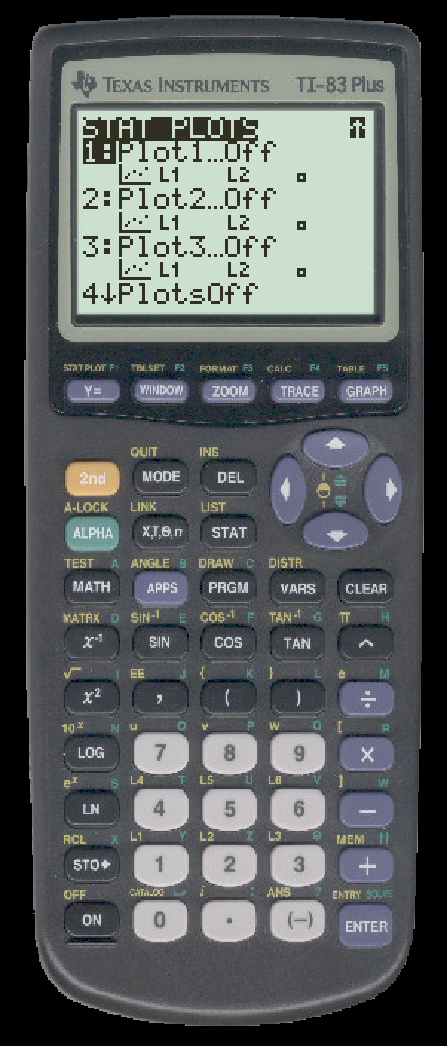 TEXAS INSTRUMENTS TI-83 Plus
STAT PLOTS
1:Plot1…Off
L1 L2
2:Plot2…Off
L1 L2
3:Plot3…Off
L1 L2
4↓PlotsOff
STAT PLOT F1 TBLSET F2 FORMAT F3 CALC F4 TABLE F5
Y= WINDOW ZOOM TRACE GRAPH
QUIT INS
2nd MODE DEL
A-LOCK LINK LIST
ALPHA X,T,Θ,n STAT
TEST A ANGLE B DRAW C DISTR
MATH APPS PRGM VARS CLEAR
MATRX D SIN⁻¹ E COS⁻¹ F TAN⁻¹ G π H
x⁻¹ SIN COS TAN ^
√ I EE J { K } L e M
x² , ( ) ÷
10ˣ N u O v P w Q [ R
LOG 7 8 9 ×
eˣ S L4 T L5 U L6 V ] W
LN 4 5 6 −
RCL X L1 Y L2 Z L3 θ MEM "
STO➔ 1 2 3 +
OFF CATALOG i : ANS ? ENTRY SOLVE
ON 0 . (−) ENTER